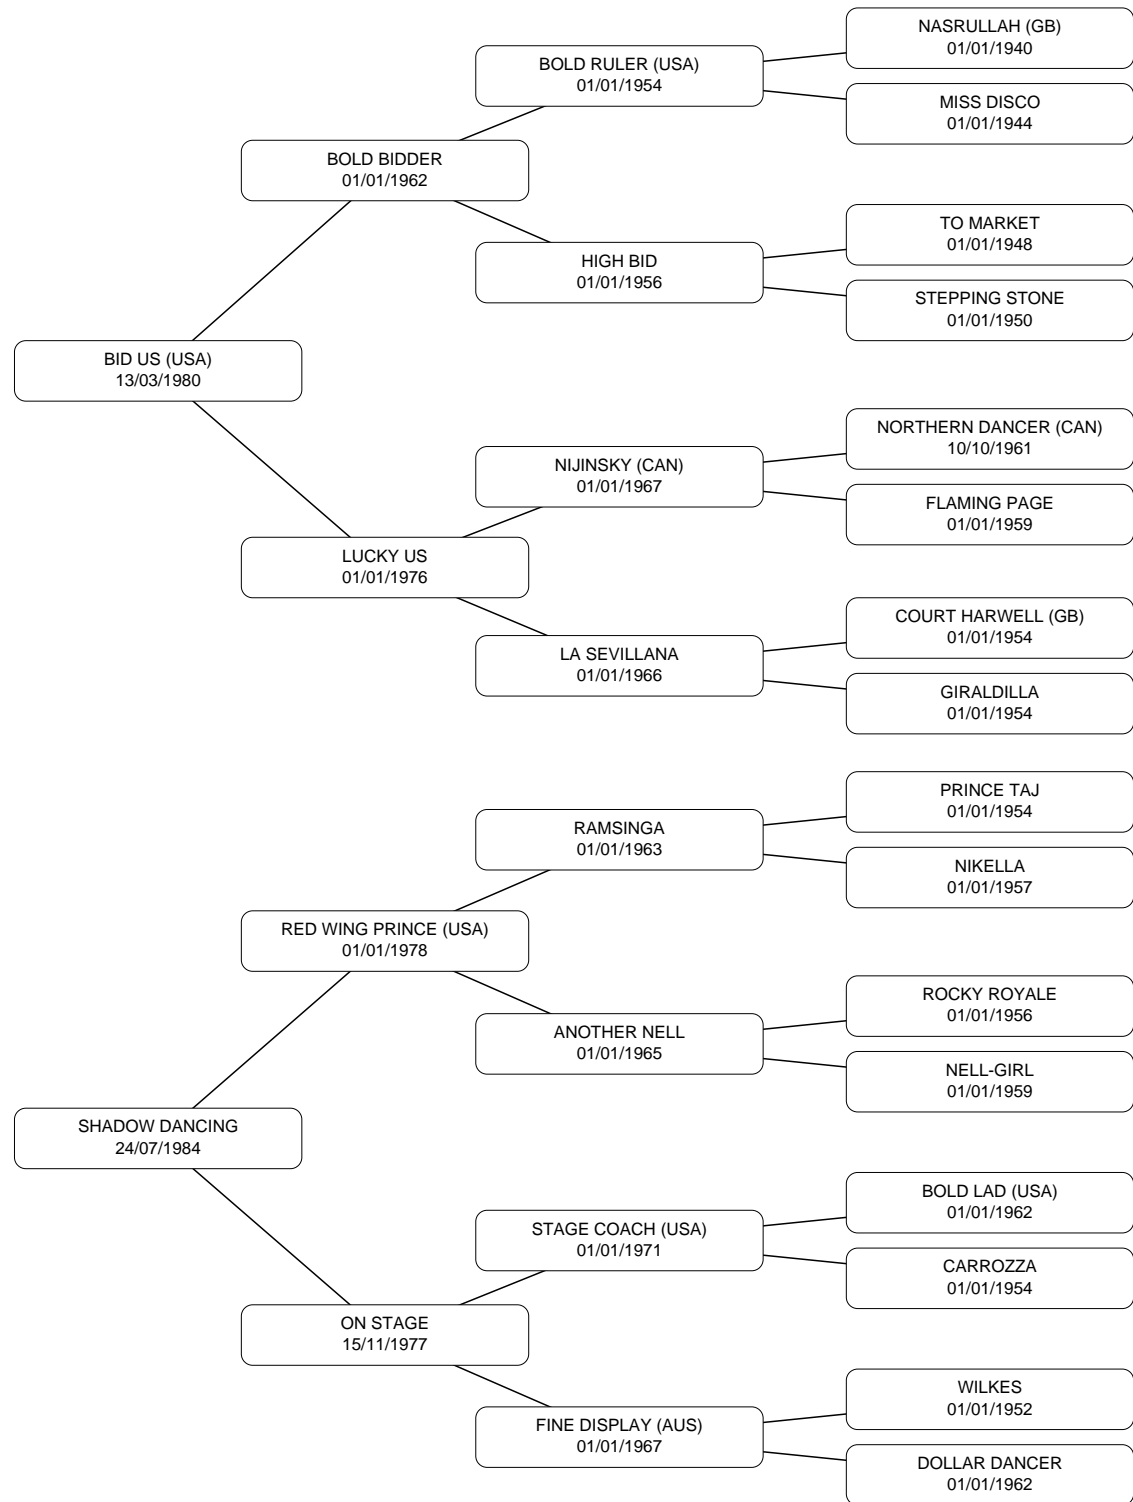 NASRULLAH (GB)
01/01/1940
BOLD RULER (USA)
01/01/1954
MISS DISCO
01/01/1944
BOLD BIDDER
01/01/1962
TO MARKET
01/01/1948
HIGH BID
01/01/1956
STEPPING STONE
01/01/1950
BID US (USA)
13/03/1980
NORTHERN DANCER (CAN)
10/10/1961
NIJINSKY (CAN)
01/01/1967
FLAMING PAGE
01/01/1959
LUCKY US
01/01/1976
COURT HARWELL (GB)
01/01/1954
LA SEVILLANA
01/01/1966
GIRALDILLA
01/01/1954
PRINCE TAJ
01/01/1954
RAMSINGA
01/01/1963
NIKELLA
01/01/1957
RED WING PRINCE (USA)
01/01/1978
ROCKY ROYALE
01/01/1956
ANOTHER NELL
01/01/1965
NELL-GIRL
01/01/1959
SHADOW DANCING
24/07/1984
BOLD LAD (USA)
01/01/1962
STAGE COACH (USA)
01/01/1971
CARROZZA
01/01/1954
ON STAGE
15/11/1977
WILKES
01/01/1952
FINE DISPLAY (AUS)
01/01/1967
DOLLAR DANCER
01/01/1962